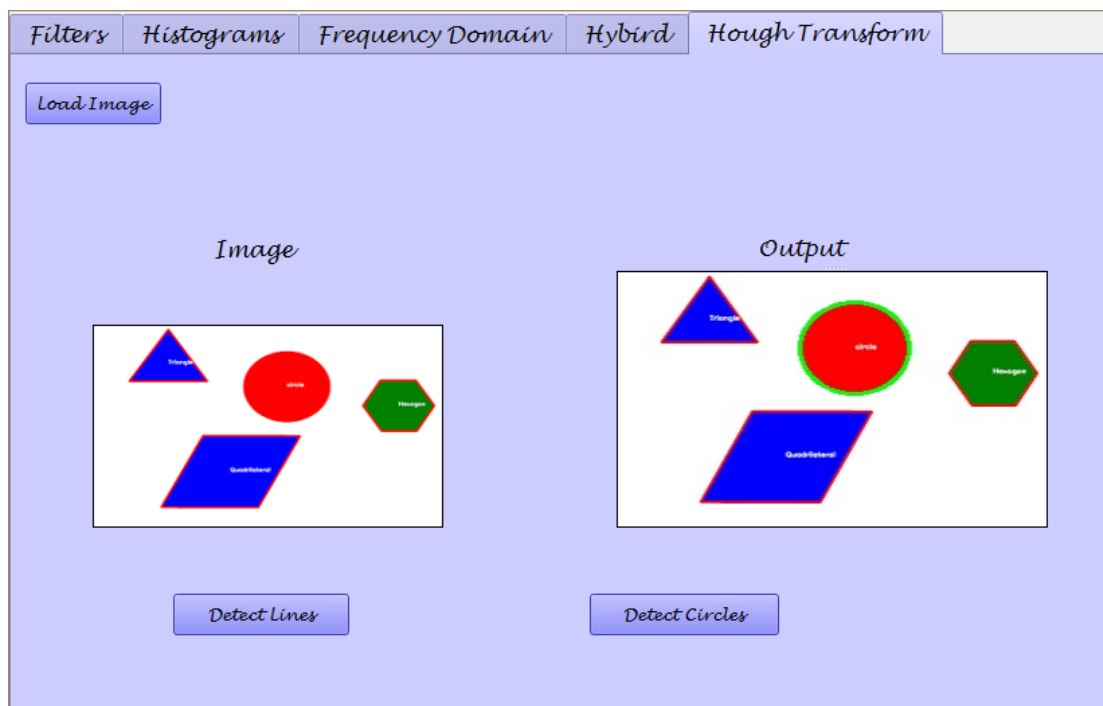 Filters Histograms Frequency Domain Hybird Hough Transform
Load Image
Image
Output
Triangle
circle
Hexagon
Quadrilateral
Triangle
circle
Hexagon
Quadrilateral
Detect Lines
Detect Circles